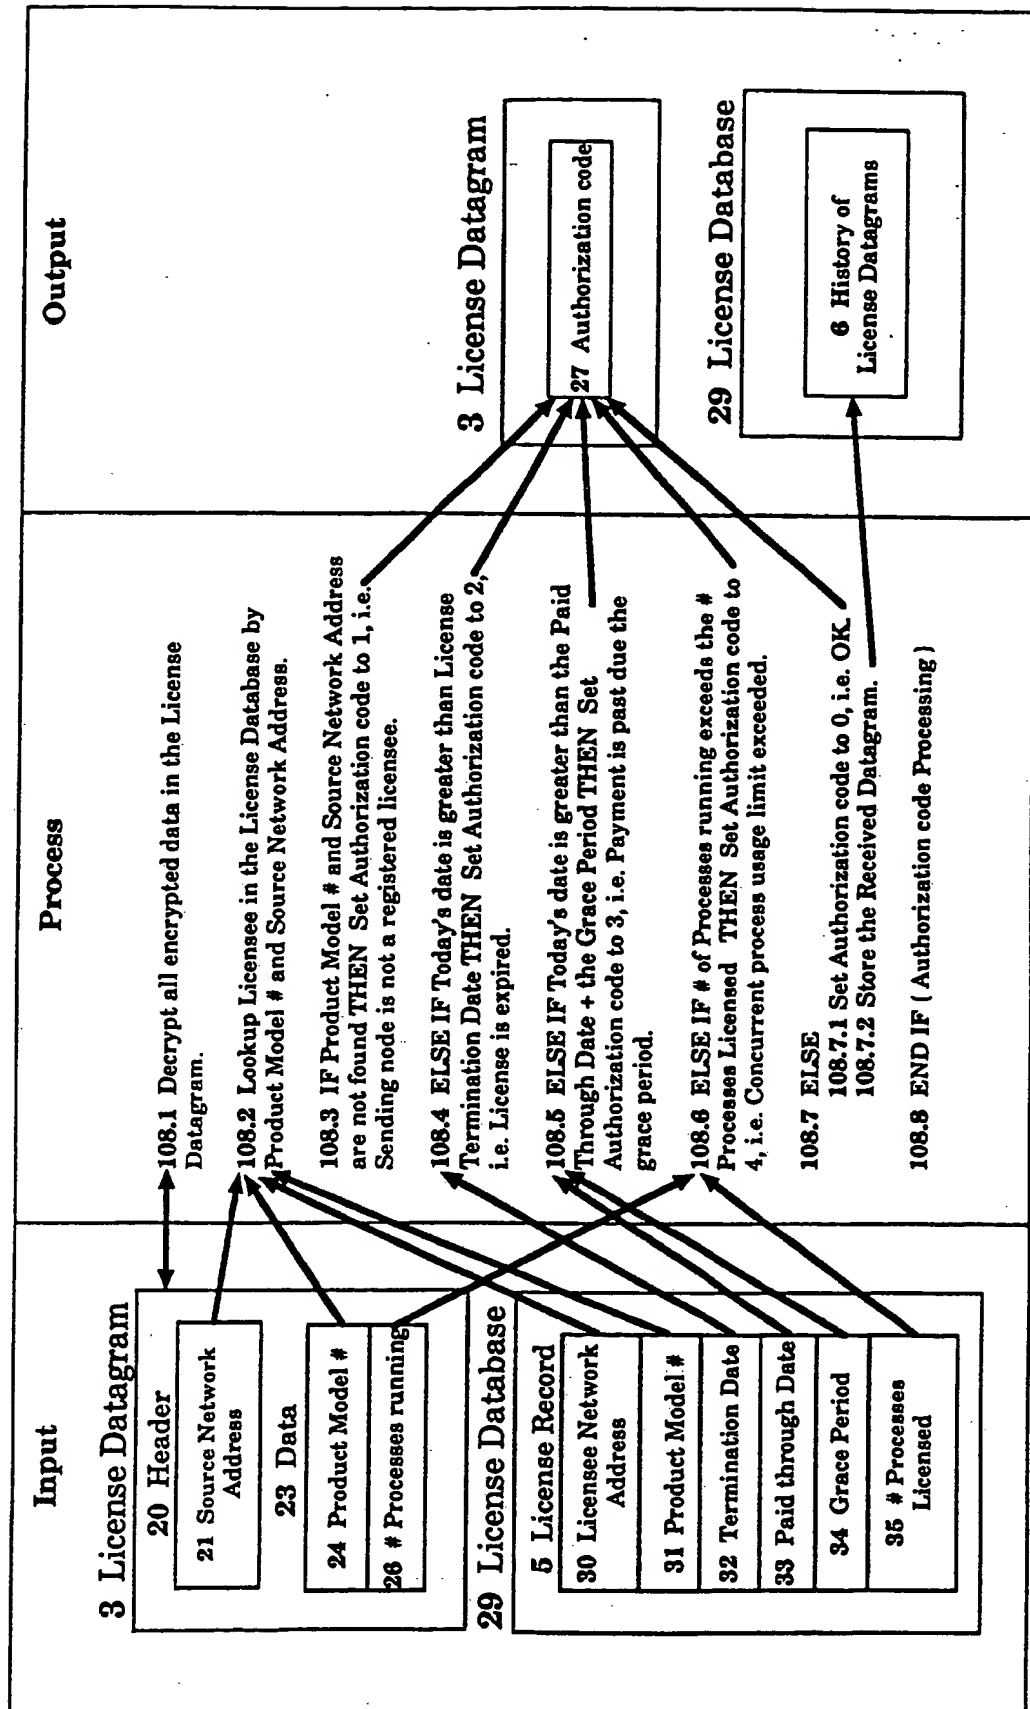 Input
3 License Datagram
20 Header
21 Source Network
Address
23 Data
24 Product Model #
26 # Processes running
29 License Database
5 License Record
30 Licensee Network
Address
31 Product Model #
32 Termination Date
33 Paid through Date
34 Grace Period
35 # Processes
Licensed
Process
108.1 Decrypt all encrypted data in the License
Datagram.
108.2 Lookup Licensee in the License Database by
Product Model # and Source Network Address.
108.3 IF Product Model # and Source Network Address
are not found THEN Set Authorization code to 1, i.e.
Sending node is not a registered licensee.
108.4 ELSE IF Today's date is greater than License
Termination Date THEN Set Authorization code to 2,
i.e. License is expired.
108.5 ELSE IF Today's date is greater than the Paid
Through Date + the Grace Period THEN Set
Authorization code to 3, i.e. Payment is past due the
grace period.
108.6 ELSE IF # of Processes running exceeds the #
Processes Licensed THEN Set Authorization code to
4, i.e. Concurrent process usage limit exceeded.
108.7 ELSE
108.7.1 Set Authorization code to 0, i.e. OK
108.7.2 Store the Received Datagram.
108.8 END IF ( Authorization code Processing )
Output
3 License Datagram
27 Authorization code
29 License Database
6 History of
License Datagrams